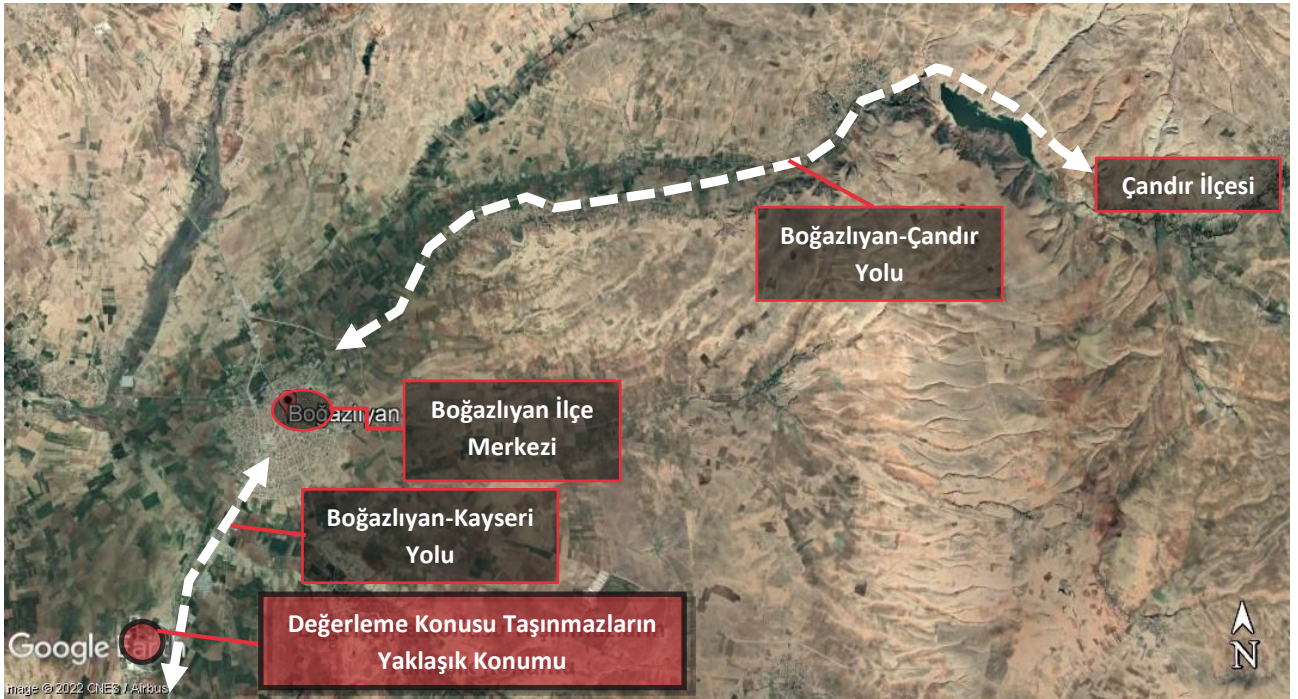 Çandır İlçesi
Boğazlıyan-Çandır
Yolu
Boğazlıyan
Boğazlıyan İlçe
Merkezi
Boğazlıyan-Kayseri
Yolu
Değerleme Konusu Taşınmazların
Yaklaşık Konumu
Google Earth
Image © 2022 CNES / Airbus
N